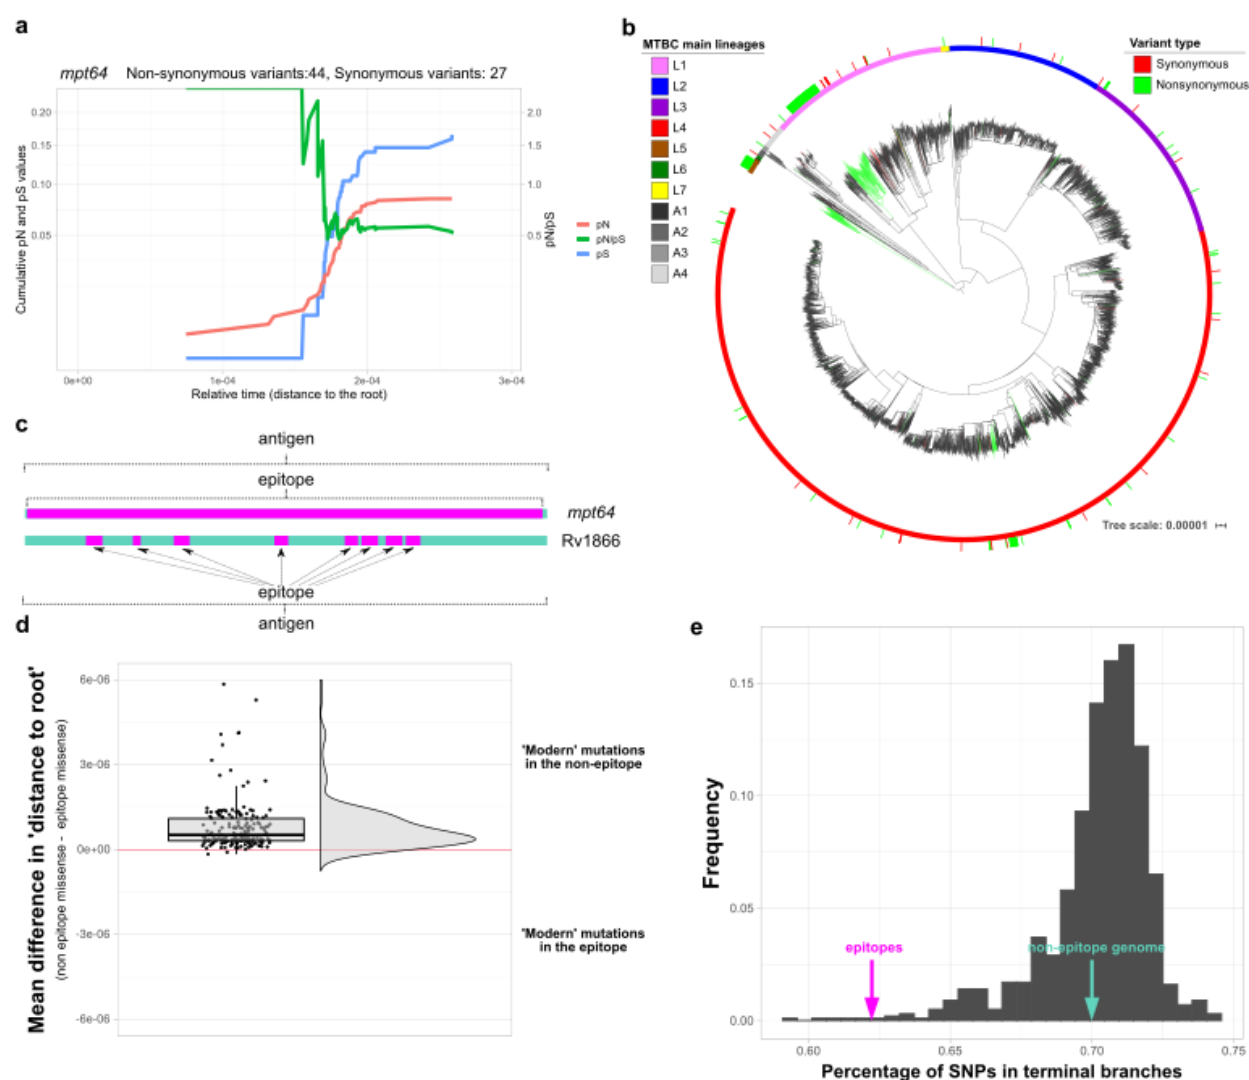 a
mpt64 Non-synonymous variants:44, Synonymous variants: 27
Cumulative pN and pS values
0.20
0.15
0.10
0.05
2.0
1.5
1.0
0.5
pN/pS
pN
pN/pS
pS
0e+00
1e-04
2e-04
3e-04
Relative time (distance to the root)
b
MTBC main lineages
L1
L2
L3
L4
L5
L6
L7
A1
A2
A3
A4
Variant type
Synonymous
Nonsynonymous
Tree scale: 0.00001
c
antigen
epitope
mpt64
Rv1866
epitope
antigen
d
Mean difference in 'distance to root'
(non epitope missense - epitope missense)
6e-06
3e-06
0e+00
-3e-06
-6e-06
'Modern' mutations
in the non-epitope
'Modern' mutations
in the epitope
e
Frequency
0.15
0.10
0.05
0.00
epitopes
non-epitope genome
0.60
0.65
0.70
0.75
Percentage of SNPs in terminal branches